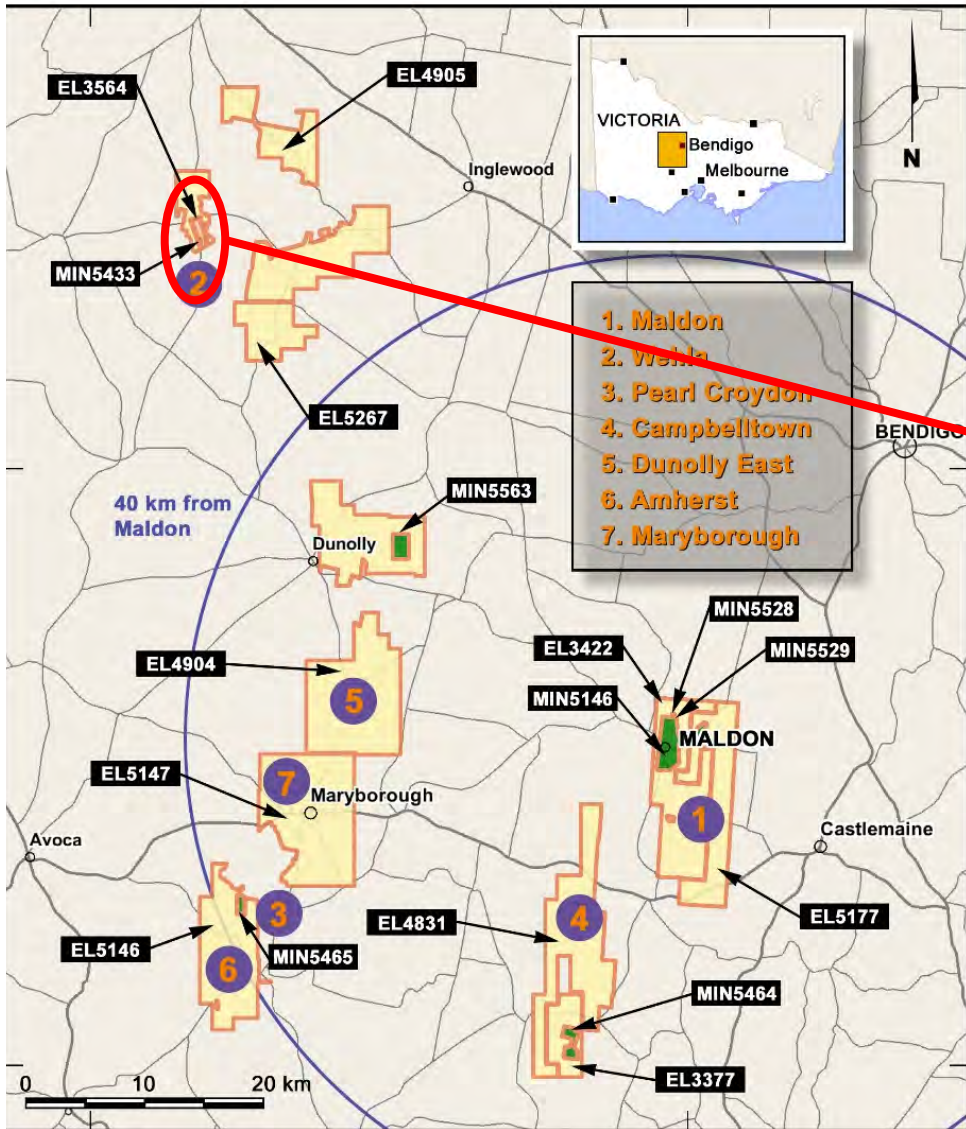 EL4905
EL3564
VICTORIA
Bendigo
Melbourne
N
Inglewood
MIN5433
2
1. Maldon
2. Wehla
3. Pearl Croydon
4. Campbelltown
5. Dunolly East
6. Amherst
7. Maryborough
EL5267
BENDIGO
40 km from
Maldon
MIN5563
Dunolly
MIN5528
EL3422
MIN5529
EL4904
MIN5146
5
MALDON
EL5147
7
Maryborough
1
Avoca
Castlemaine
3
4
EL5177
EL4831
EL5146
MIN5465
6
MIN5464
EL3377
0 10 20 km